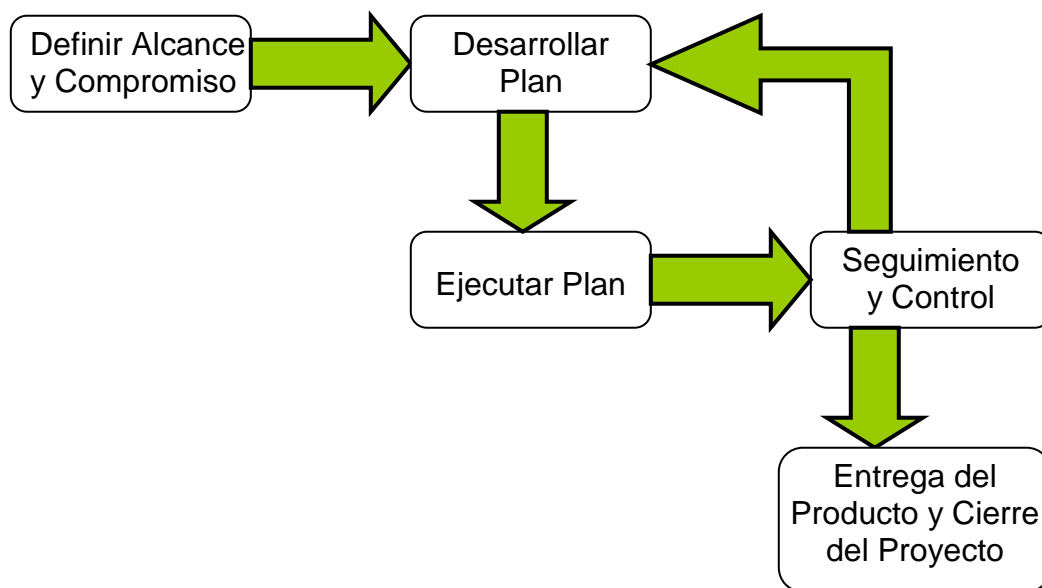 Definir Alcance
y Compromiso
Desarrollar
Plan
Ejecutar Plan
Seguimiento
y Control
Entrega del
Producto y Cierre
del Proyecto